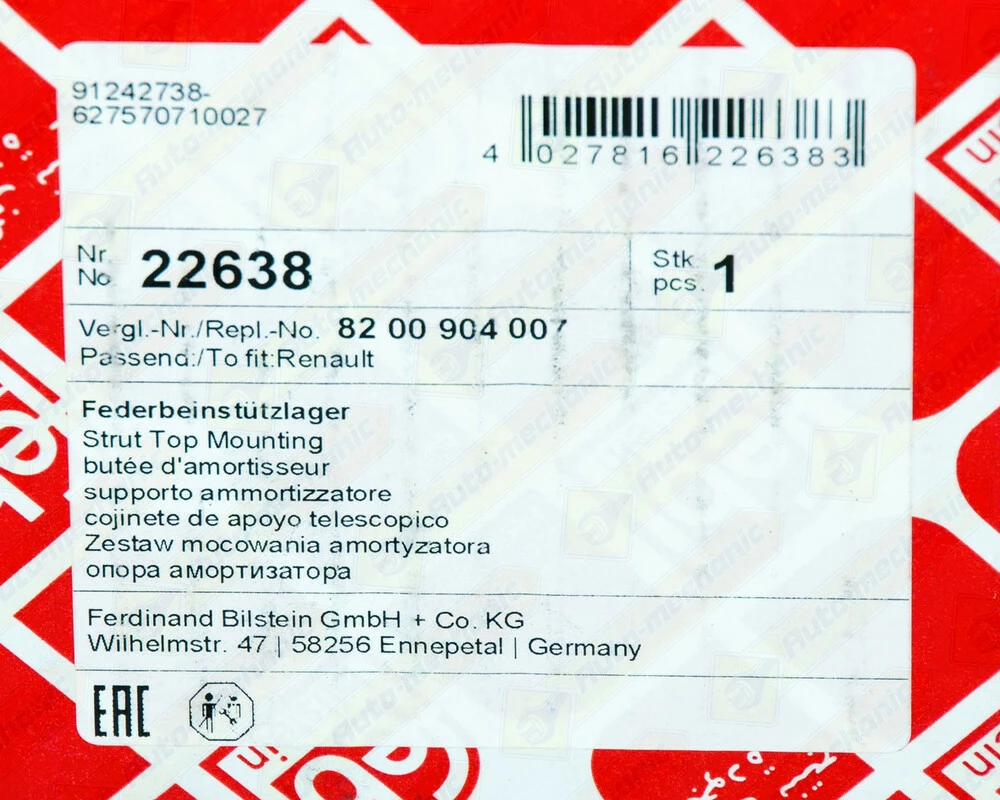 91242738-
627570710027
4 027816 226383
Nr.
No
22638
Stk
pcs.
1
Vergl.-Nr./Repl.-No. 82 00 904 007
Passend:/To fit:Renault
Federbeinstützlager
Strut Top Mounting
butée d'amortisseur
supporto ammortizzatore
cojinete de apoyo telescopico
Zestaw mocowania amortyzatora
опора амортизатора
Ferdinand Bilstein GmbH + Co. KG
Wilhelmstr. 47 | 58256 Ennepetal | Germany
EAC